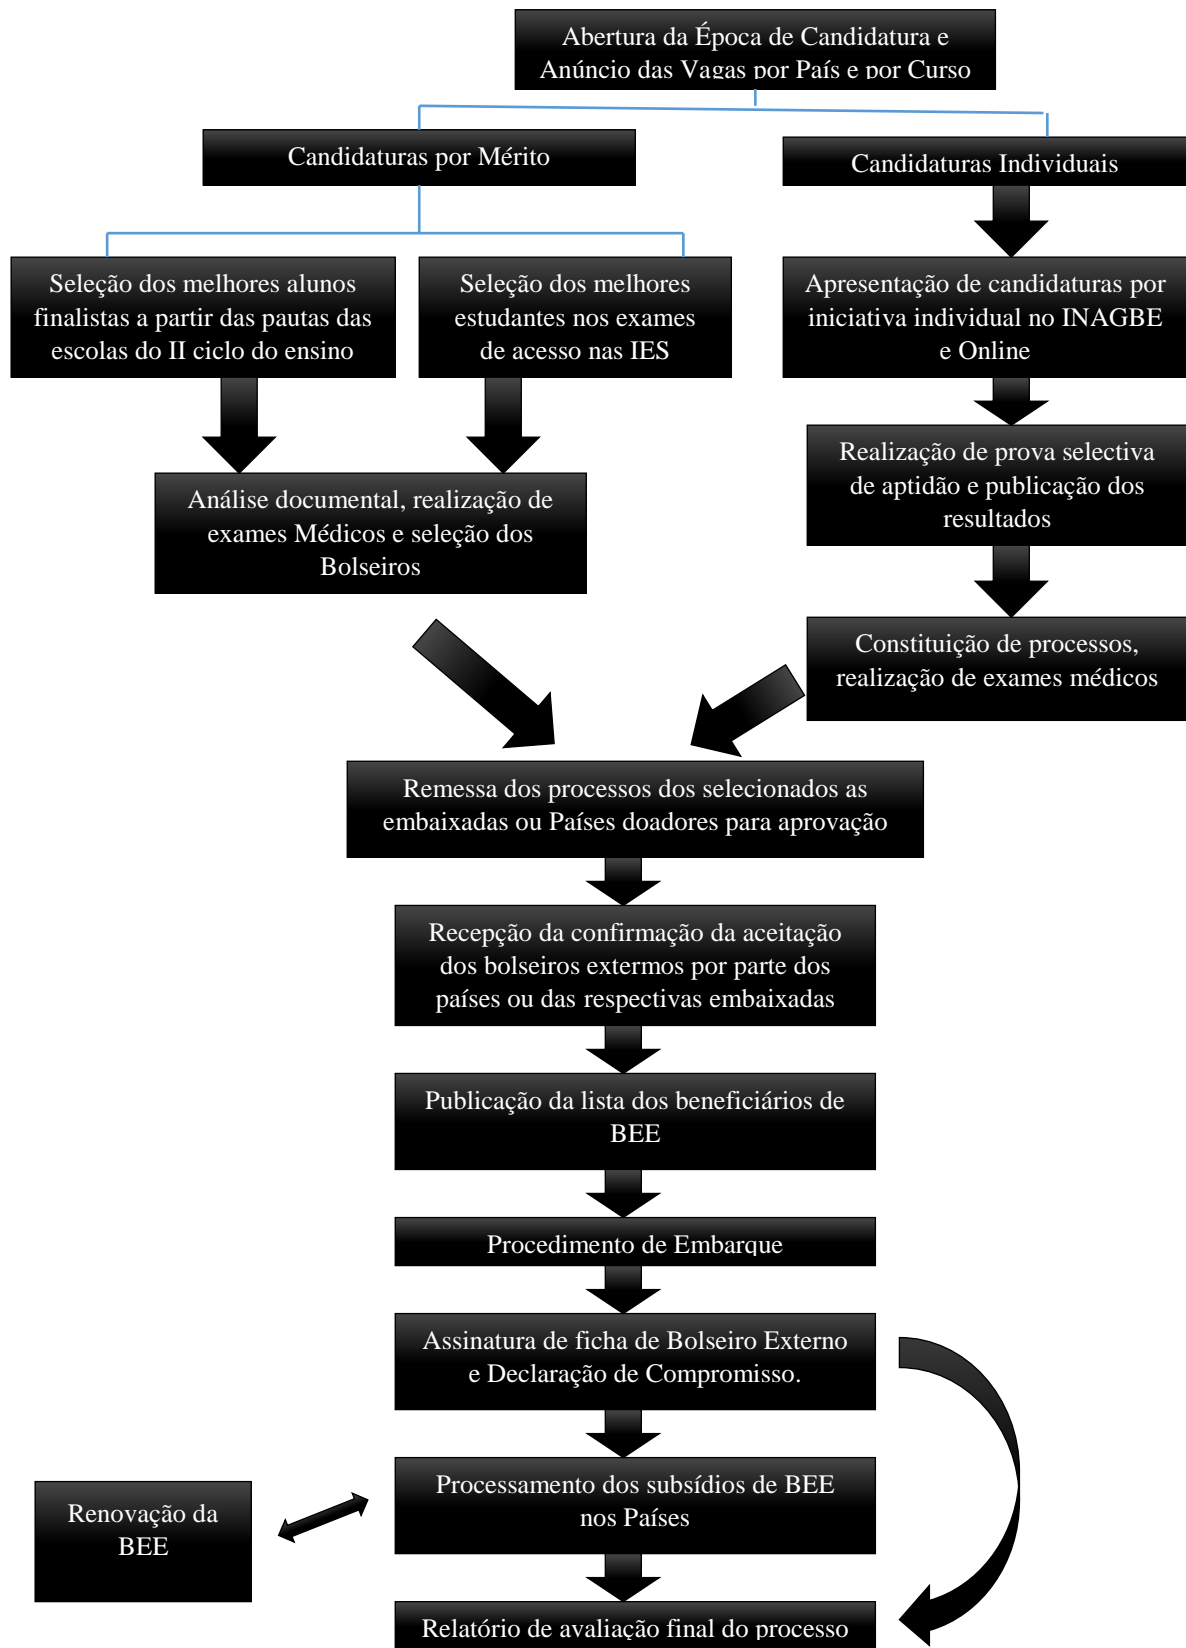 Abertura da Época de Candidatura e
Anúncio das Vagas por País e por Curso
Candidaturas por Mérito
Candidaturas Individuais
Seleção dos melhores alunos
finalistas a partir das pautas das
escolas do II ciclo do ensino
Seleção dos melhores
estudantes nos exames
de acesso nas IES
Apresentação de candidaturas por
iniciativa individual no INAGBE
e Online
Realização de prova selectiva
de aptidão e publicação dos
resultados
Análise documental, realização de
exames Médicos e seleção dos
Bolseiros
Constituição de processos,
realização de exames médicos
Remessa dos processos dos selecionados as
embaixadas ou Países doadores para aprovação
Recepção da confirmação da aceitação
dos bolseiros extermos por parte dos
países ou das respectivas embaixadas
Publicação da lista dos beneficiários de
BEE
Procedimento de Embarque
Assinatura de ficha de Bolseiro Externo
e Declaração de Compromisso.
Processamento dos subsídios de BEE
nos Países
Renovação da
BEE
Relatório de avaliação final do processo